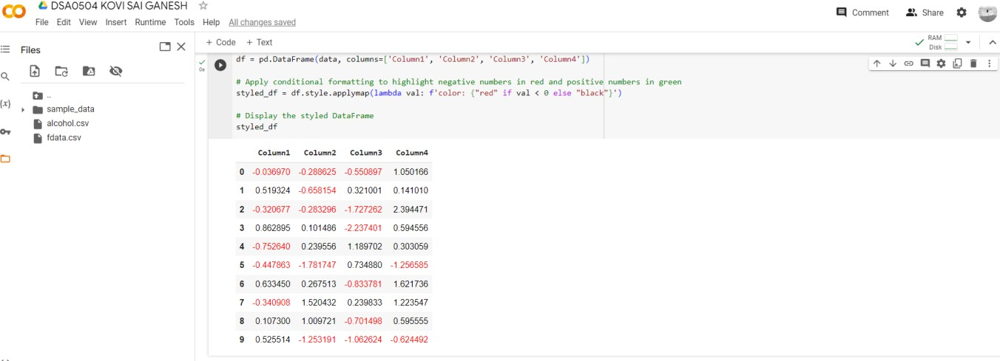 DSA0504 KOVI SAI GANESH
File Edit View Insert Runtime Tools Help All changes saved
Comment Share
Files
+ Code + Text
RAM
Disk
..
sample_data
alcohol.csv
fdata.csv
{x}
0s
df = pd.DataFrame(data, columns=['Column1', 'Column2', 'Column3', 'Column4'])
# Apply conditional formatting to highlight negative numbers in red and positive numbers in green
styled_df = df.style.applymap(lambda val: f'color: {"red" if val < 0 else "black"}')
# Display the styled DataFrame
styled_df
Column1 Column2 Column3 Column4
0 -0.036970 -0.288625 -0.550897 1.050166
1 0.519324 -0.658154 0.321001 0.141010
2 -0.320677 -0.283296 -1.727262 2.394471
3 0.862895 0.101486 -2.237401 0.594556
4 -0.752640 0.239556 1.189702 0.303059
5 -0.447863 -1.781747 0.734880 -1.256585
6 0.633450 0.267513 -0.833781 1.621736
7 -0.340908 1.520432 0.239833 1.223547
8 0.107300 1.009721 -0.701498 0.595555
9 0.525514 -1.253191 -1.062624 -0.624492